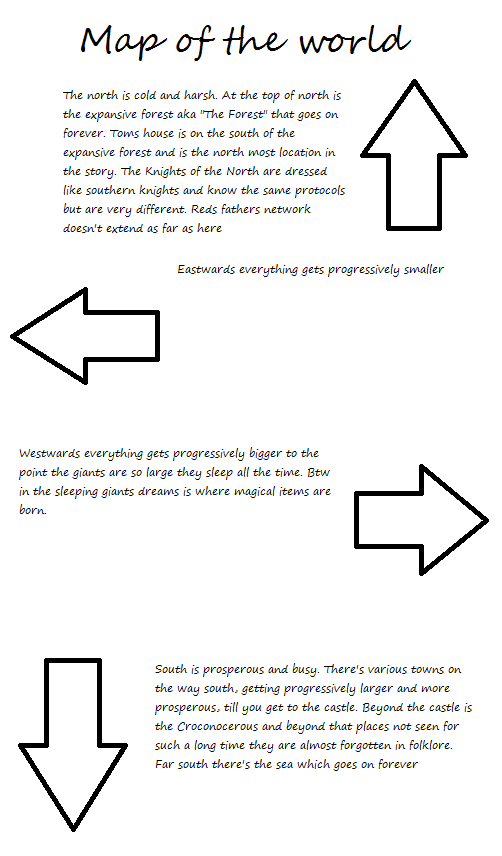 Map of the world
The north is cold and harsh. At the top of north is
the expansive forest aka "The Forest" that goes on
forever. Toms house is on the south of the
expansive forest and is the north most location in
the story. The Knights of the North are dressed
like southern knights and know the same protocols
but are very different. Reds fathers network
doesn't extend as far as here
Eastwards everything gets progressively smaller
Westwards everything gets progressively bigger to the
point the giants are so large they sleep all the time. Btw
in the sleeping giants dreams is where magical items are
born.
South is prosperous and busy. There's various towns on
the way south, getting progressively larger and more
prosperous, till you get to the castle. Beyond the castle is
the Croconocerous and beyond that places not seen for
such a long time they are almost forgotten in folklore.
Far south there's the sea which goes on forever